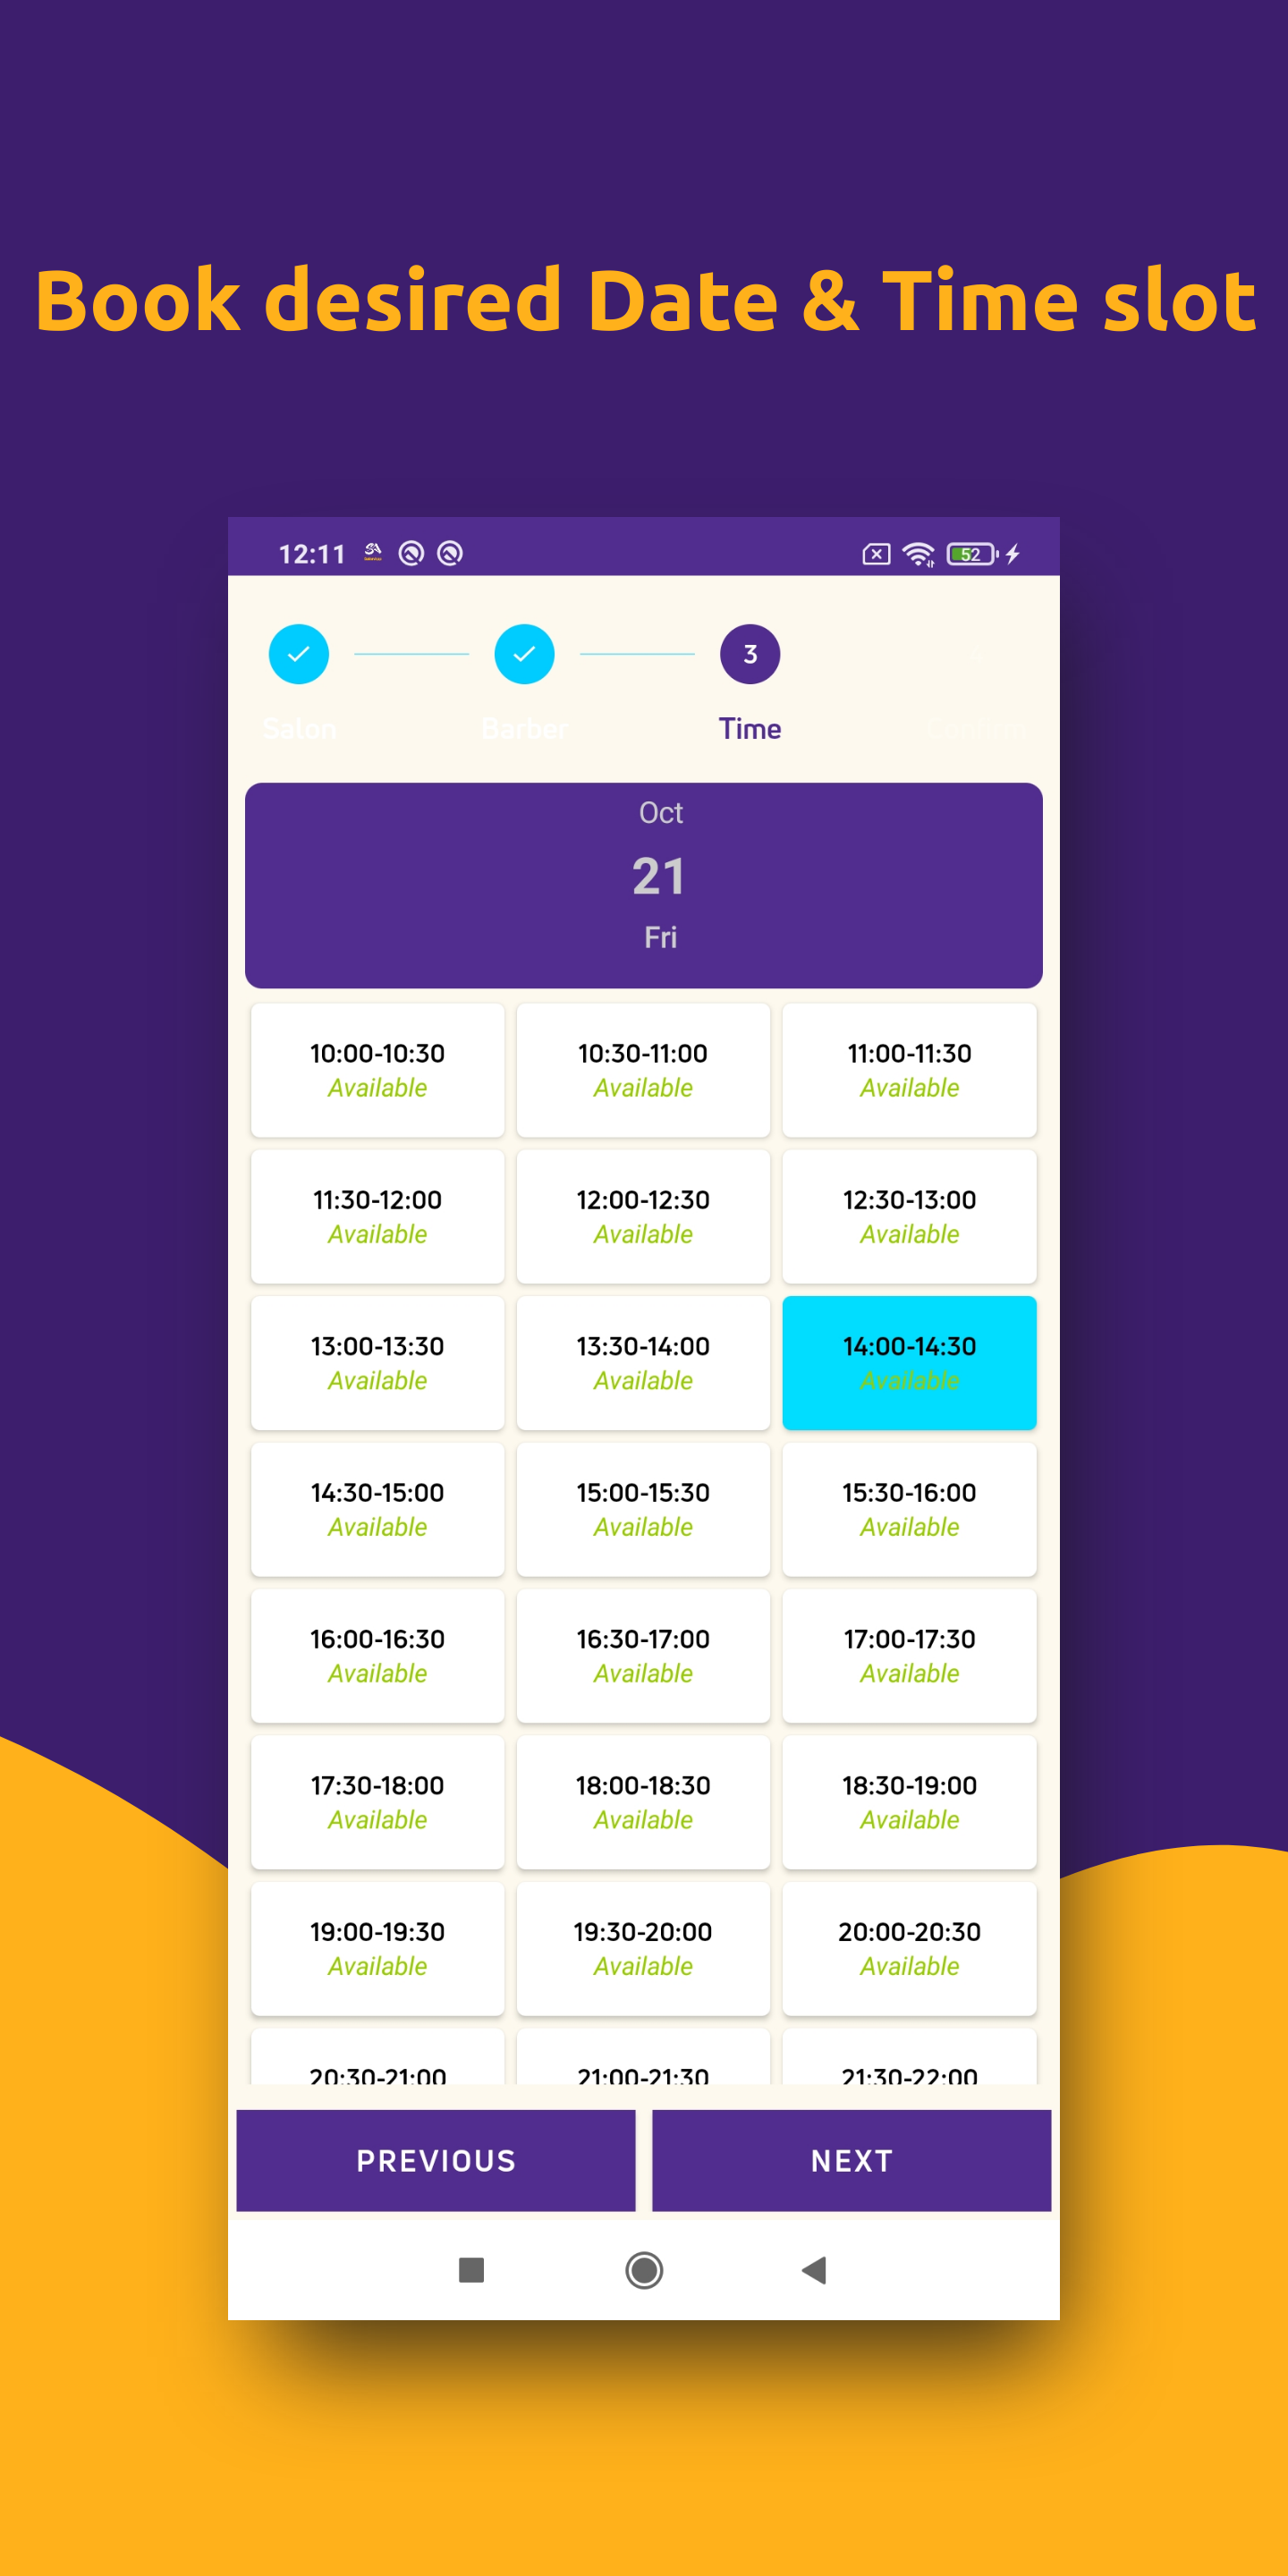 Book desired Date & Time slot
12:11
52
3
Salon Barber Time Confirm
Oct
21
Fri
10:00-10:30 10:30-11:00 11:00-11:30
Available Available Available
11:30-12:00 12:00-12:30 12:30-13:00
Available Available Available
13:00-13:30 13:30-14:00 14:00-14:30
Available Available Available
14:30-15:00 15:00-15:30 15:30-16:00
Available Available Available
16:00-16:30 16:30-17:00 17:00-17:30
Available Available Available
17:30-18:00 18:00-18:30 18:30-19:00
Available Available Available
19:00-19:30 19:30-20:00 20:00-20:30
Available Available Available
20:30-21:00 21:00-21:30 21:30-22:00
PREVIOUS NEXT